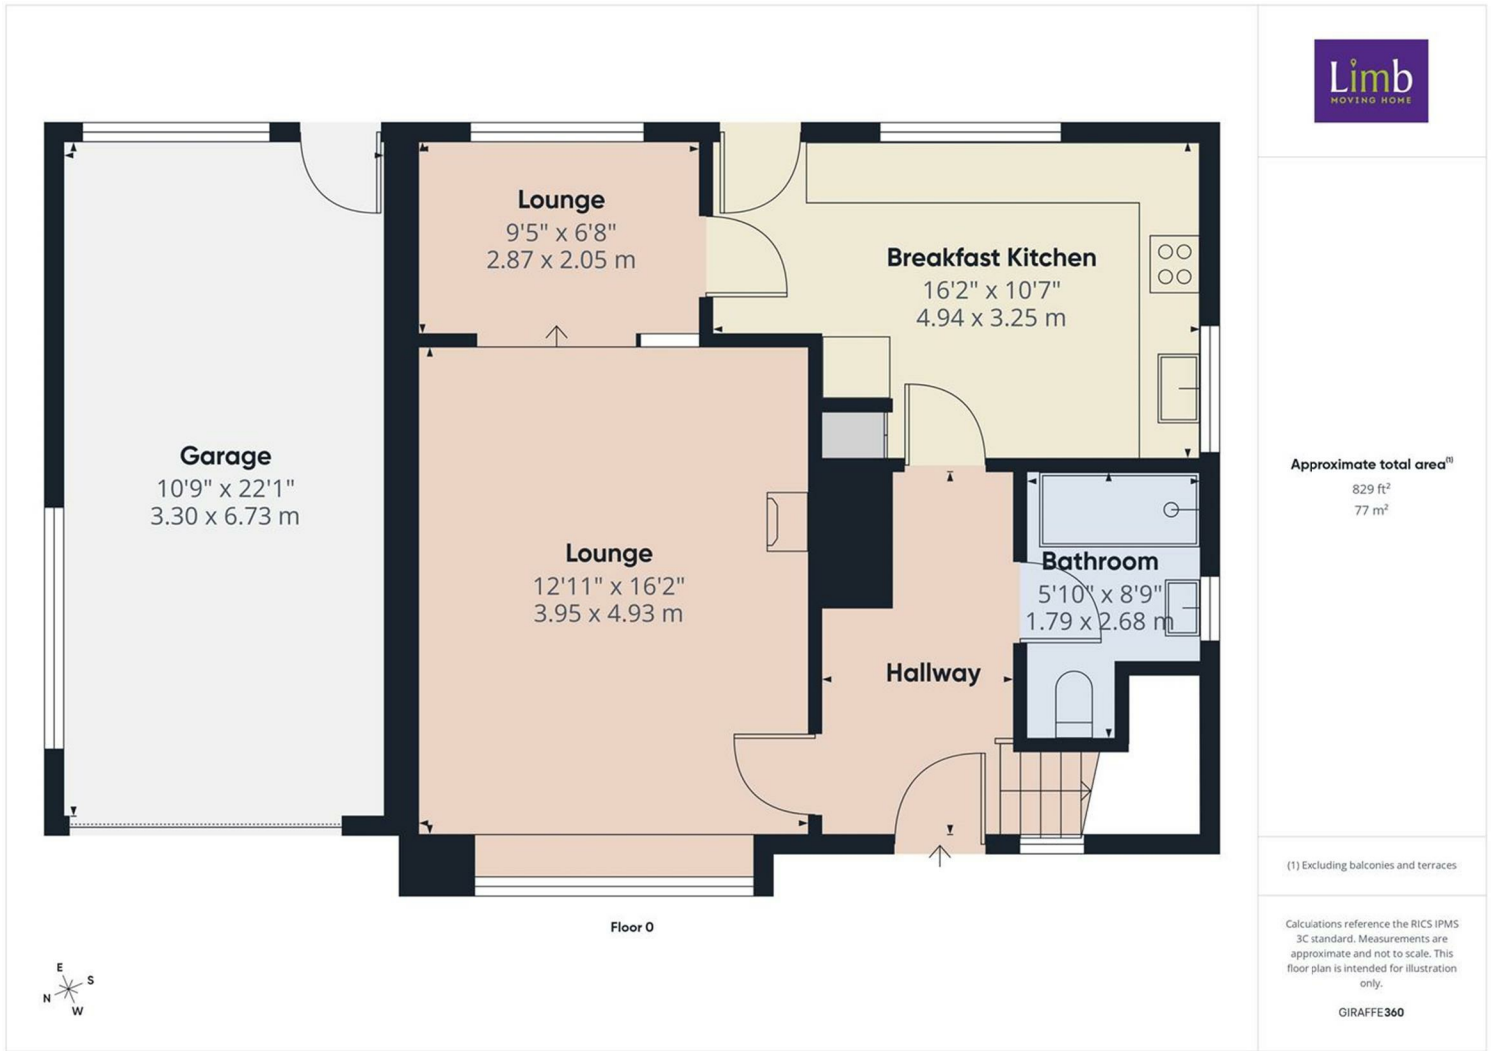 Limb
MOVING HOME
Lounge
9'5" x 6'8"
2.87 x 2.05 m
Breakfast Kitchen
16'2" x 10'7"
4.94 x 3.25 m
Garage
10'9" x 22'1"
3.30 x 6.73 m
Lounge
12'11" x 16'2"
3.95 x 4.93 m
Bathroom
5'10" x 8'9"
1.79 x 2.68 m
Hallway
Floor 0
E
S
N
W
Approximate total area(1)
829 ft²
77 m²
(1) Excluding balconies and terraces
Calculations reference the RICS IPMS
3C standard. Measurements are
approximate and not to scale. This
floor plan is intended for illustration
only.
GIRAFFE360